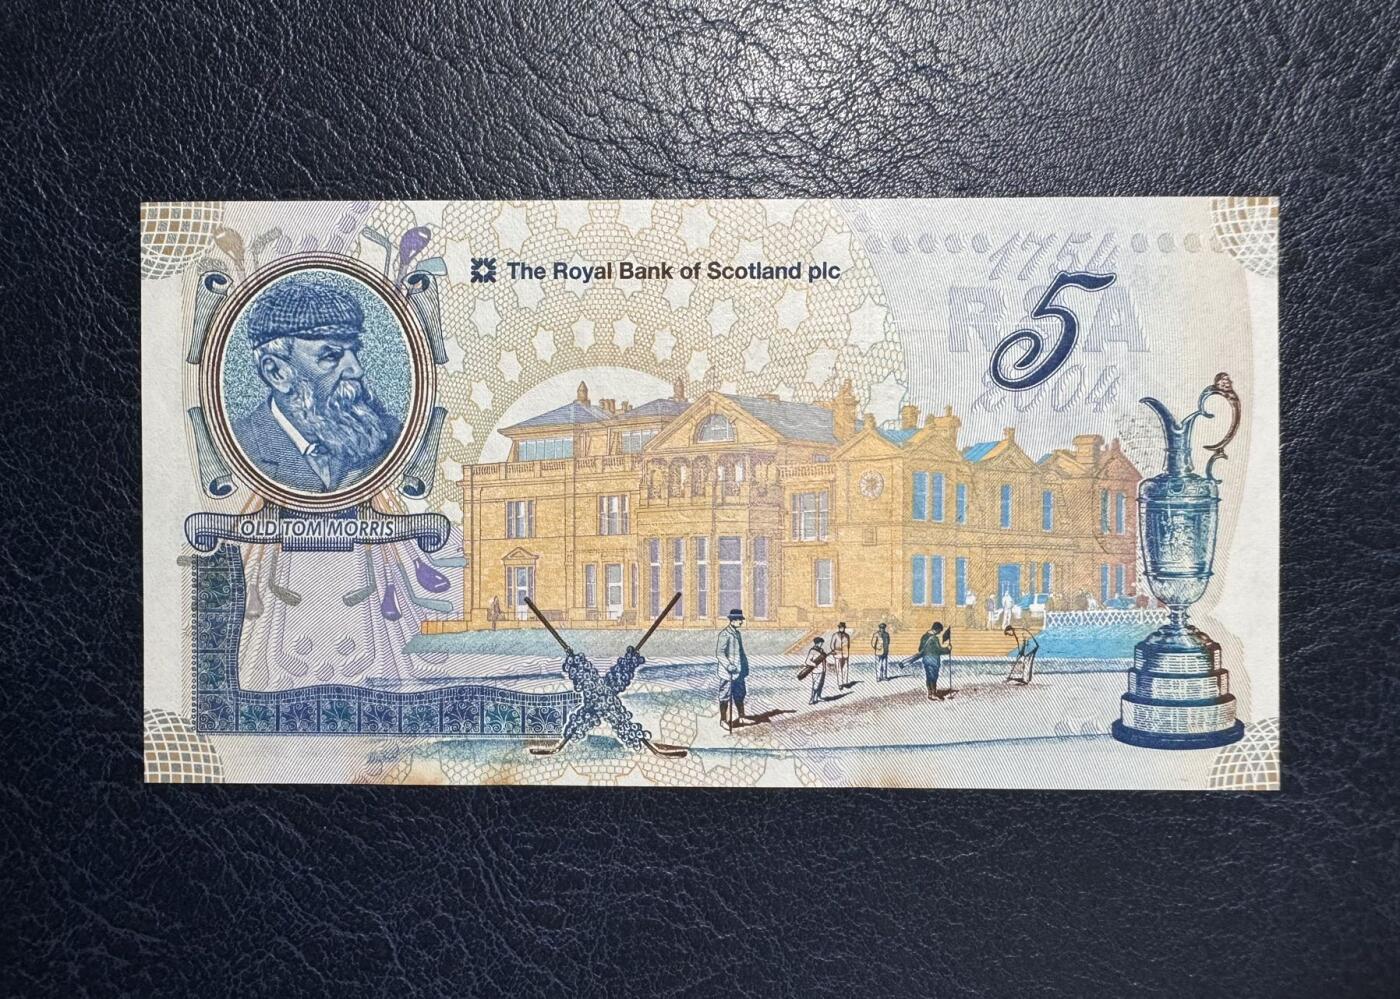 The Royal Bank of Scotland plc
1754
R&A
5
2004
OLD TOM MORRIS